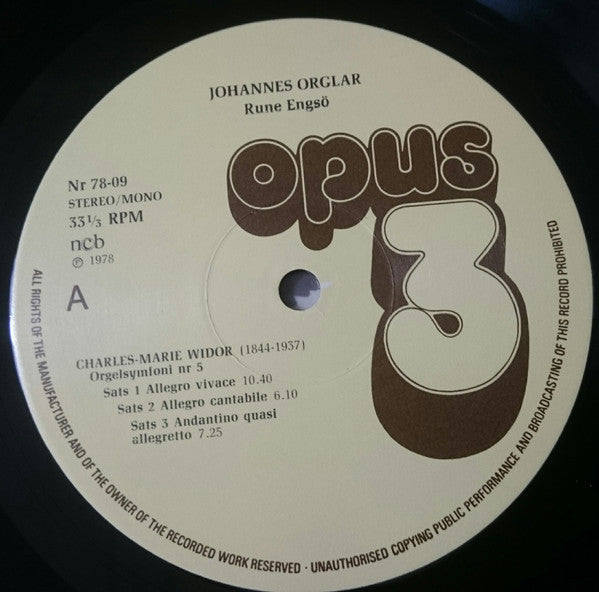 JOHANNES ORGLAR
Rune Engsö
opus
3
Nr 78-09
STEREO/MONO
33 1/3 RPM
ncb
℗ 1978
A
CHARLES-MARIE WIDOR (1844-1937)
Orgelsymfoni nr 5
Sats 1 Allegro vivace 10.40
Sats 2 Allegro cantabile 6.10
Sats 3 Andantino quasi
allegretto 7.25
ALL RIGHTS OF THE MANUFACTURER AND OF THE OWNER OF THE RECORDED WORK RESERVED · UNAUTHORISED COPYING PUBLIC PERFORMANCE AND BROADCASTING OF THIS RECORD PROHIBITED